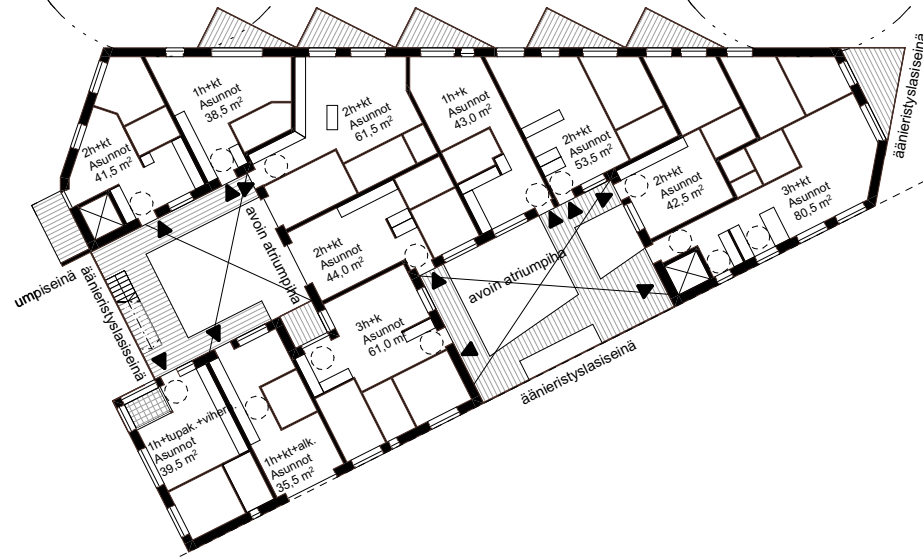 1h+kt
Asunnot
38,5 m²
2h+kt
Asunnot
41,5 m²
2h+kt
Asunnot
61,5 m²
1h+k
Asunnot
43,0 m²
2h+kt
Asunnot
53,5 m²
2h+kt
Asunnot
42,5 m²
3h+kt
Asunnot
80,5 m²
äänieristyslasiseinä
avoin atriumpiha
2h+kt
Asunnot
44,0 m²
avoin atriumpiha
umpiseinä
äänieristyslasiseinä
3h+k
Asunnot
61,0 m²
äänieristyslasiseinä
1h+tupak.+viher.
Asunnot
39,5 m²
1h+kt+alk.
Asunnot
35,5 m²